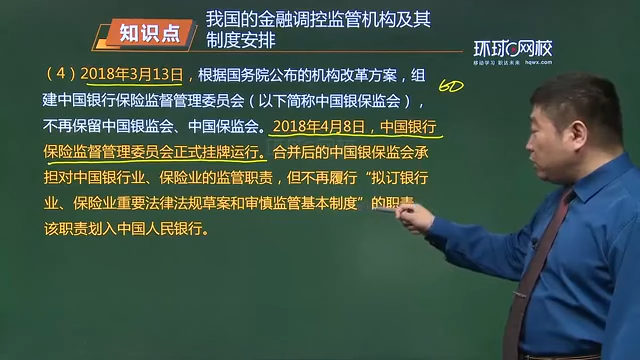 知识点
我国的金融调控监管机构及其
制度安排
环球e网校
移动学习 职达未来 hqwx.com
（4）2018年3月13日，根据国务院公布的机构改革方案，组
建中国银行保险监督管理委员会（以下简称中国银保监会），
不再保留中国银监会、中国保监会。2018年4月8日，中国银行
保险监督管理委员会正式挂牌运行。合并后的中国银保监会承
担对中国银行业、保险业的监管职责，但不再履行“拟订银行
业、保险业重要法律法规草案和审慎监管基本制度”的职责，
该职责划入中国人民银行。